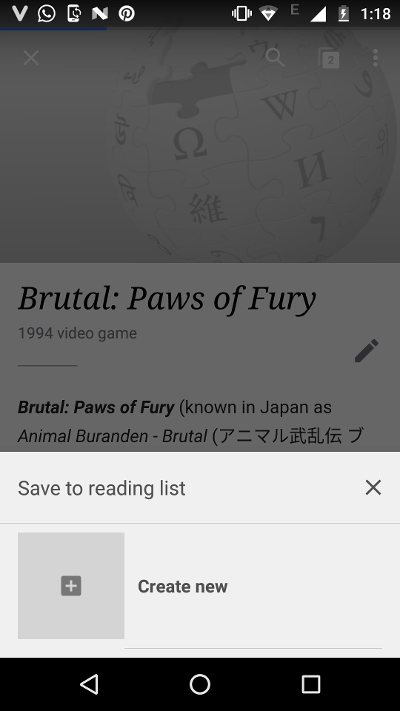 1:18
2
Brutal: Paws of Fury
1994 video game
Brutal: Paws of Fury (known in Japan as
Animal Buranden - Brutal (アニマル武乱伝 ブ
Save to reading list
Create new